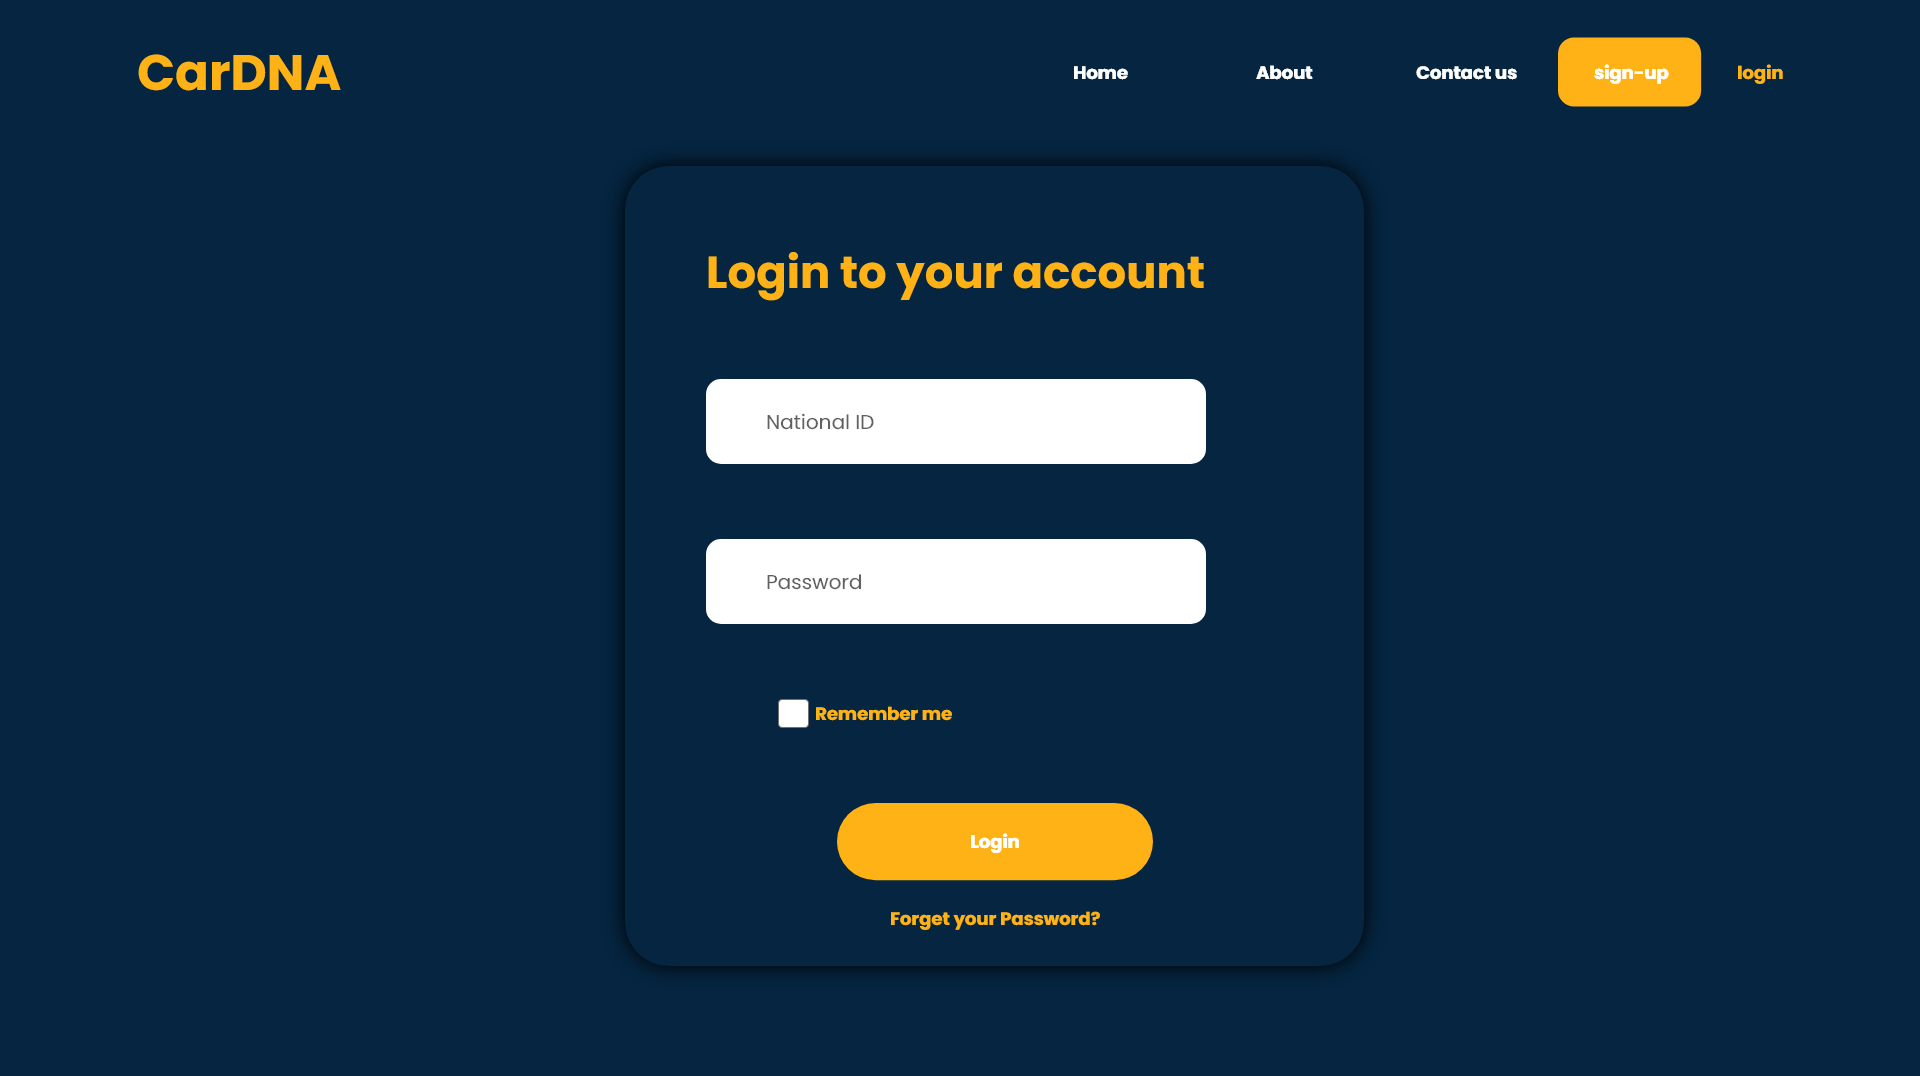 CarDNA
Home
About
Contact us
sign-up
login
Login to your account
National ID
Password
Remember me
Login
Forget your Password?